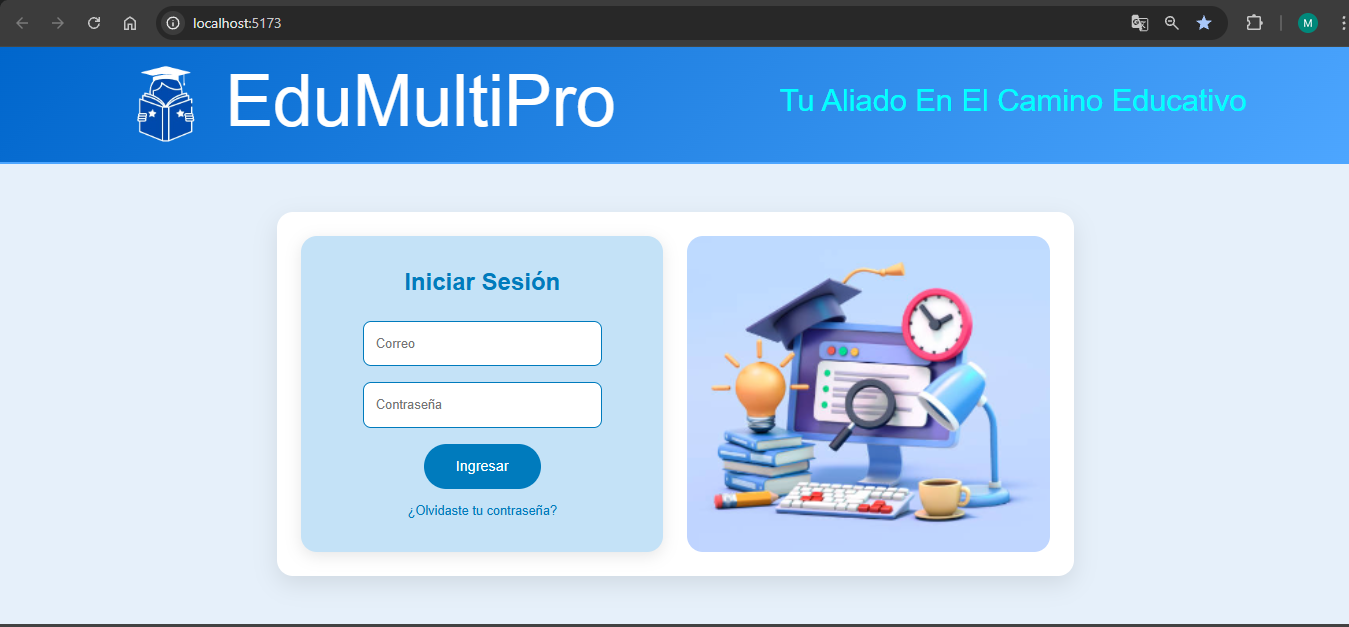 localhost:5173
M
EduMultiPro
Tu Aliado En El Camino Educativo
Iniciar Sesión
Correo
Contraseña
Ingresar
¿Olvidaste tu contraseña?